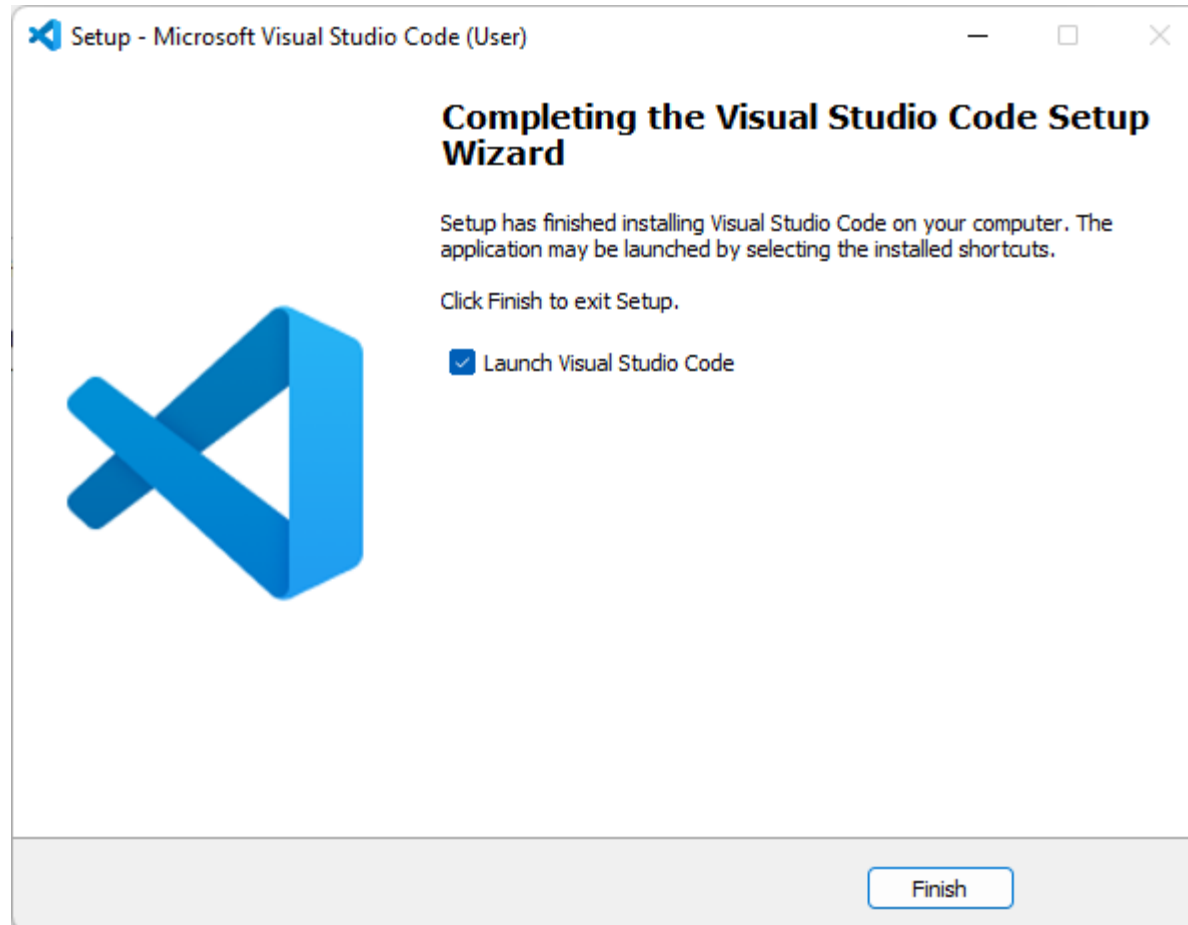 Setup - Microsoft Visual Studio Code (User)
Completing the Visual Studio Code Setup
Wizard
Setup has finished installing Visual Studio Code on your computer. The
application may be launched by selecting the installed shortcuts.
Click Finish to exit Setup.
Launch Visual Studio Code
Finish